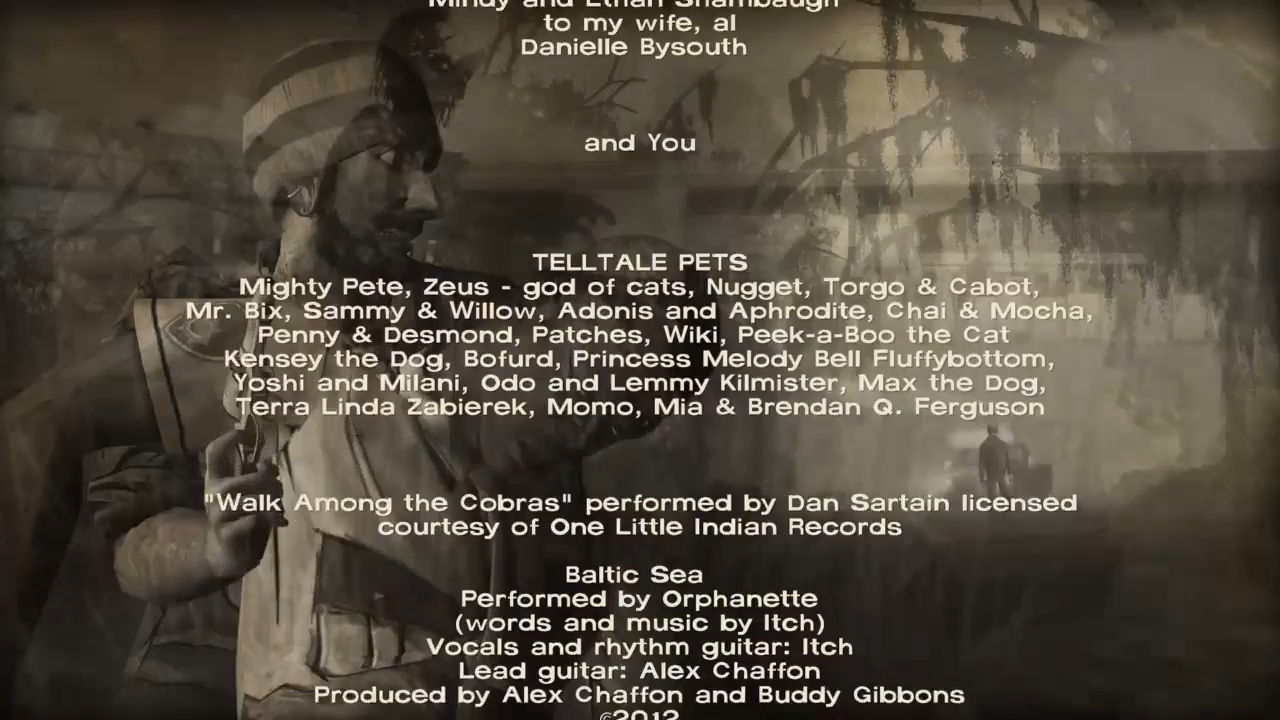 Mindy and Ethan Shambaugh
to my wife, al
Danielle Bysouth
and You
TELLTALE PETS
Mighty Pete, Zeus - god of cats, Nugget, Torgo & Cabot,
Mr. Bix, Sammy & Willow, Adonis and Aphrodite, Chai & Mocha,
Penny & Desmond, Patches, Wiki, Peek-a-Boo the Cat
Kensey the Dog, Bofurd, Princess Melody Bell Fluffybottom,
Yoshi and Milani, Odo and Lemmy Kilmister, Max the Dog,
Terra Linda Zabierek, Momo, Mia & Brendan Q. Ferguson
"Walk Among the Cobras" performed by Dan Sartain licensed
courtesy of One Little Indian Records
Baltic Sea
Performed by Orphanette
(words and music by Itch)
Vocals and rhythm guitar: Itch
Lead guitar: Alex Chaffon
Produced by Alex Chaffon and Buddy Gibbons
©2012